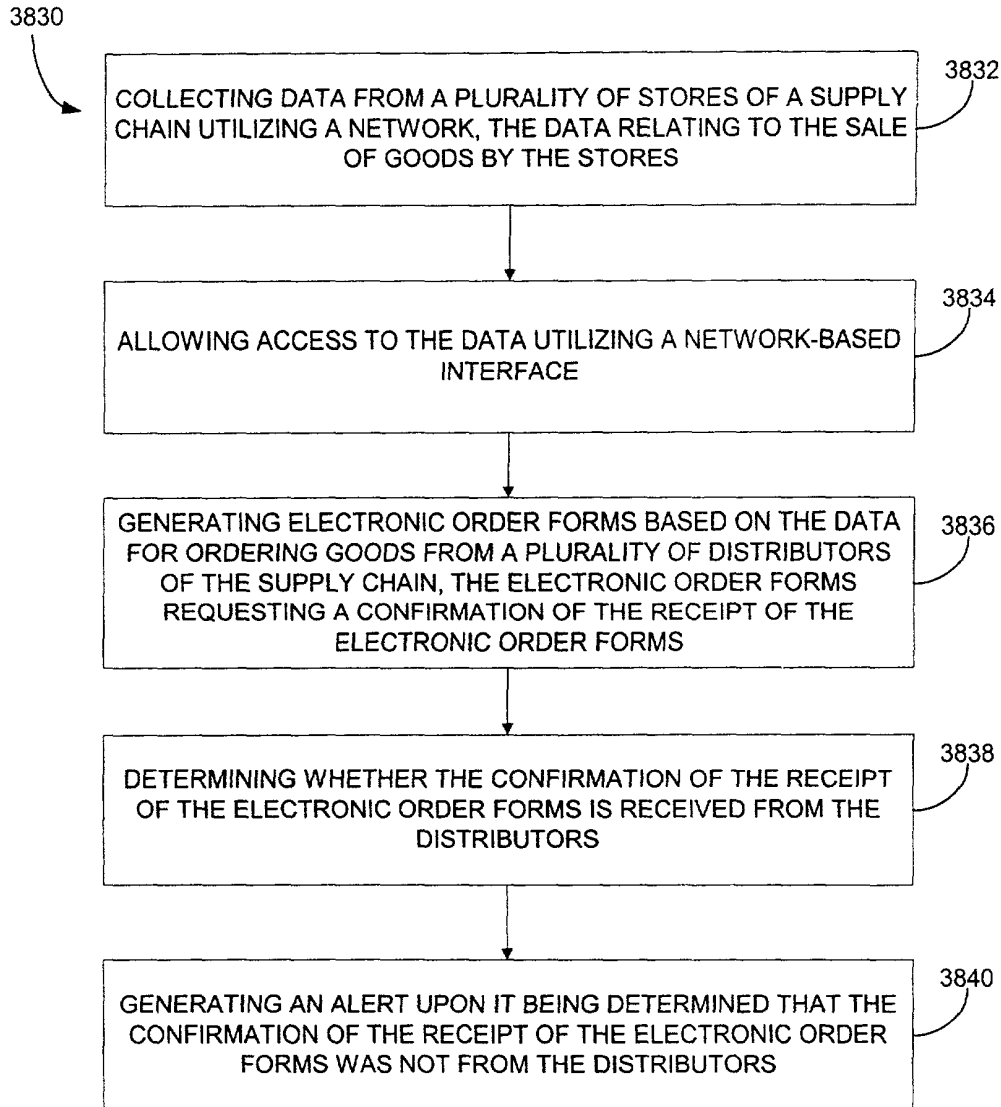 3830
3832
COLLECTING DATA FROM A PLURALITY OF STORES OF A SUPPLY
CHAIN UTILIZING A NETWORK, THE DATA RELATING TO THE SALE
OF GOODS BY THE STORES
3834
ALLOWING ACCESS TO THE DATA UTILIZING A NETWORK-BASED
INTERFACE
3836
GENERATING ELECTRONIC ORDER FORMS BASED ON THE DATA
FOR ORDERING GOODS FROM A PLURALITY OF DISTRIBUTORS
OF THE SUPPLY CHAIN, THE ELECTRONIC ORDER FORMS
REQUESTING A CONFIRMATION OF THE RECEIPT OF THE
ELECTRONIC ORDER FORMS
3838
DETERMINING WHETHER THE CONFIRMATION OF THE RECEIPT
OF THE ELECTRONIC ORDER FORMS IS RECEIVED FROM THE
DISTRIBUTORS
3840
GENERATING AN ALERT UPON IT BEING DETERMINED THAT THE
CONFIRMATION OF THE RECEIPT OF THE ELECTRONIC ORDER
FORMS WAS NOT FROM THE DISTRIBUTORS